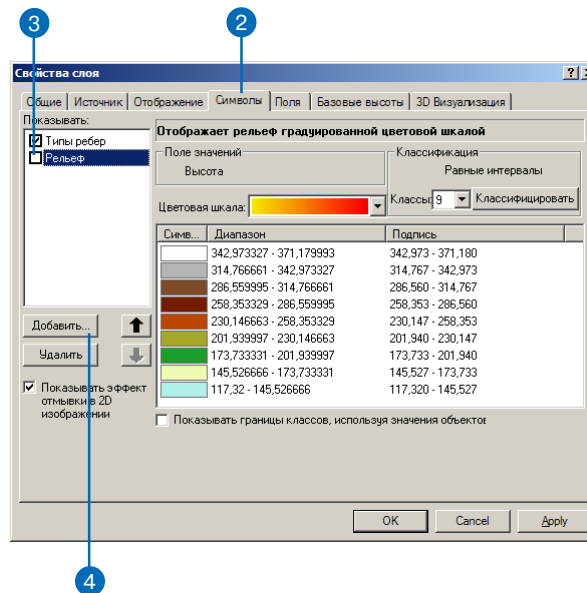 3
2
Свойства слоя
Общие Источник Отображение Символы Поля Базовые высоты 3D Визуализация
Показывать:
Типы ребер
Рельеф
Отображает рельеф градуированной цветовой шкалой
Поле значений
Высота
Классификация
Равные интервалы
Цветовая шкала:
Классы: 9 Классифицировать
Симв... Диапазон Подпись
342,973327 - 371,179993 342,973 - 371,180
314,766661 - 342,973327 314,767 - 342,973
286,559995 - 314,766661 286,560 - 314,767
258,353329 - 286,559995 258,353 - 286,560
230,146663 - 258,353329 230,147 - 258,353
201,939997 - 230,146663 201,940 - 230,147
173,733331 - 201,939997 173,733 - 201,940
145,526666 - 173,733331 145,527 - 173,733
117,32 - 145,526666 117,320 - 145,527
Добавить...
Удалить
Показывать эффект
отмывки в 2D
изображении
Показывать границы классов, используя значения объектов
OK Cancel Apply
4